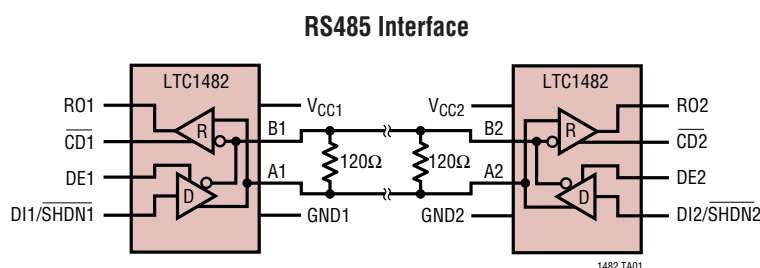 RS485 Interface
LTC1482
LTC1482
RO1
VCC1
VCC2
RO2
R
R
CD1
B1
B2
CD2
120Ω
120Ω
DE1
A1
A2
DE2
D
D
DI1/SHDN1
GND1
GND2
DI2/SHDN2
1482 TA01